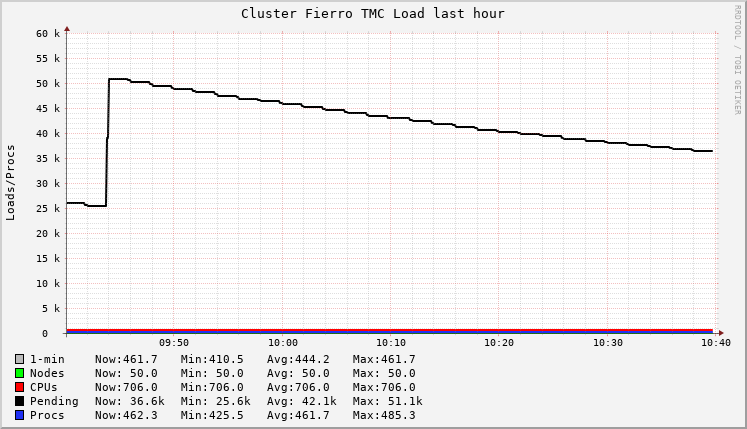 Cluster Fierro TMC Load last hour
RRDTOOL / TOBI OETIKER
Loads/Procs
60 k
55 k
50 k
45 k
40 k
35 k
30 k
25 k
20 k
15 k
10 k
5 k
0
09:50 10:00 10:10 10:20 10:30 10:40
1-min Now:461.7 Min:410.5 Avg:444.2 Max:461.7
Nodes Now: 50.0 Min: 50.0 Avg: 50.0 Max: 50.0
CPUs Now:706.0 Min:706.0 Avg:706.0 Max:706.0
Pending Now: 36.6k Min: 25.6k Avg: 42.1k Max: 51.1k
Procs Now:462.3 Min:425.5 Avg:461.7 Max:485.3